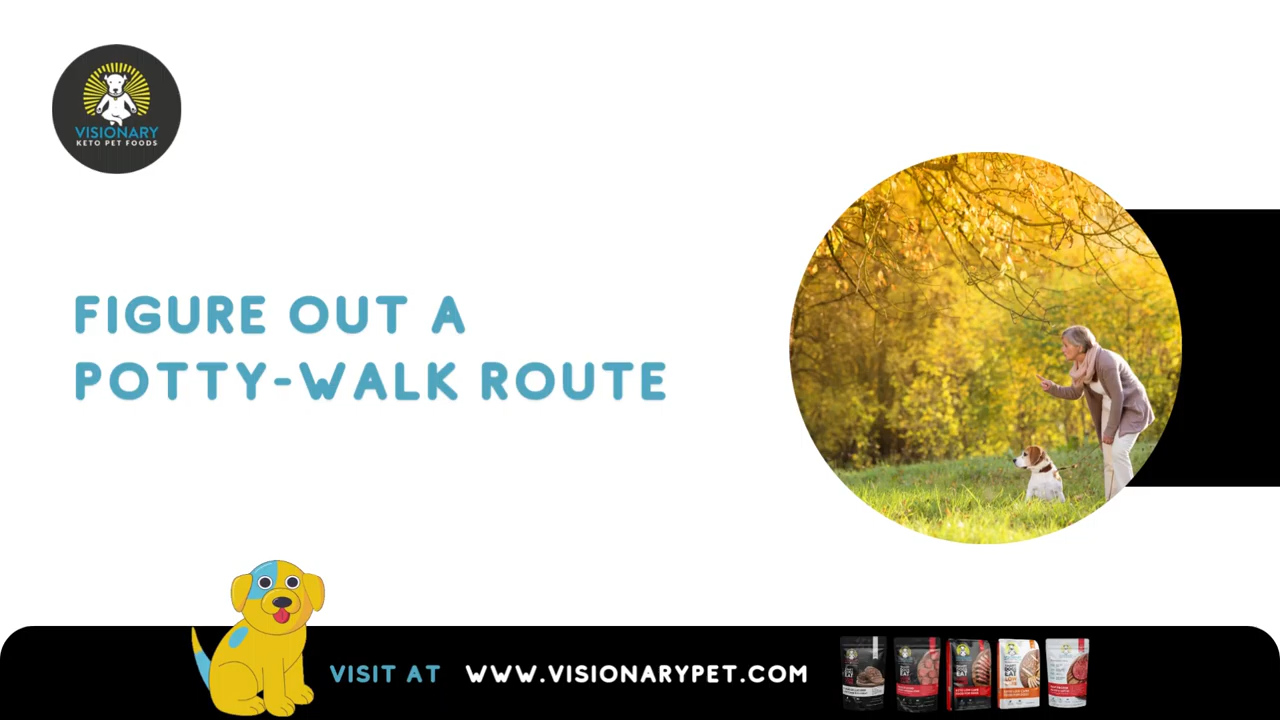 VISIONARY
KETO PET FOODS
FIGURE OUT A
POTTY-WALK ROUTE
VISIT AT WWW.VISIONARYPET.COM